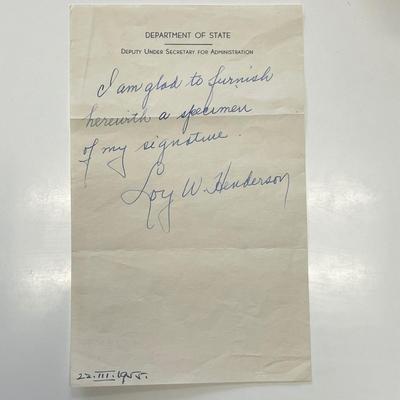 DEPARTMENT OF STATE
DEPUTY UNDER SECRETARY FOR ADMINISTRATION
I am glad to furnish
herewith a specimen
of my signature.
Loy W. Henderson
22.III.1955.